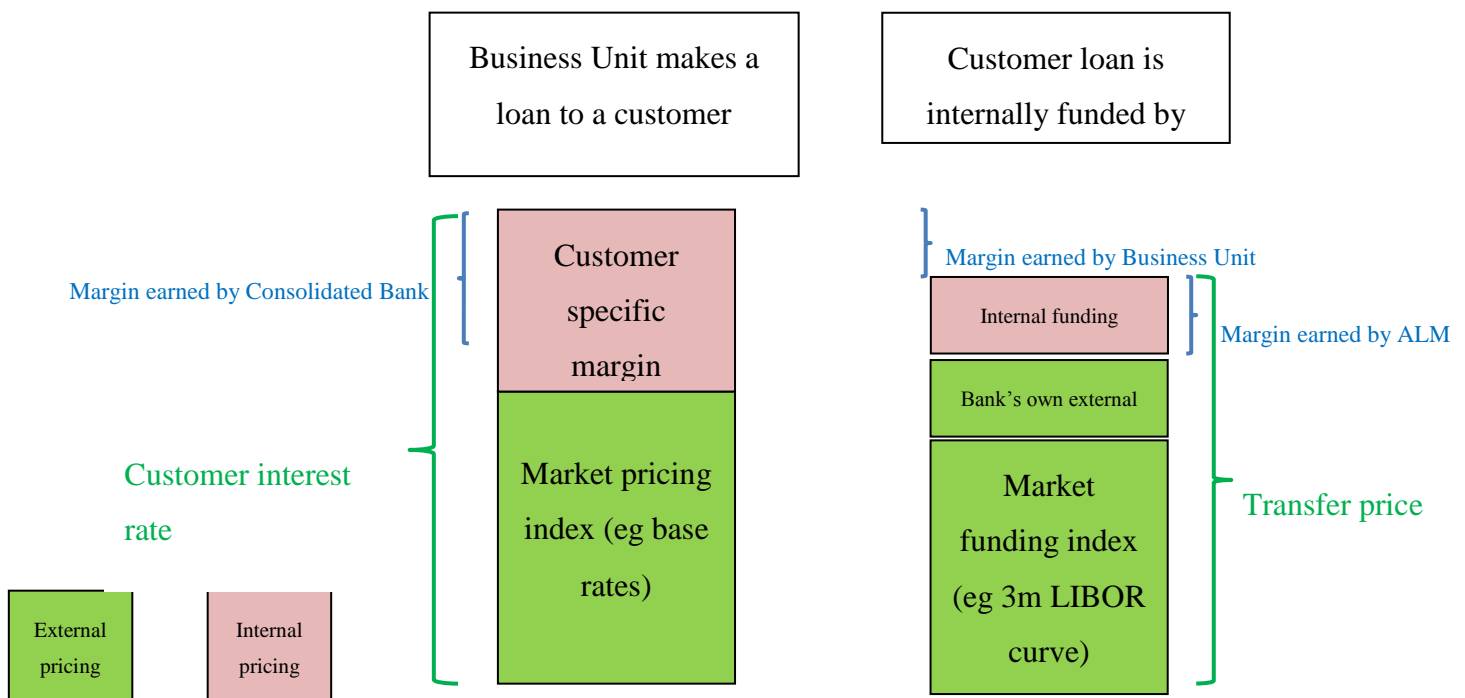 Business Unit makes a
loan to a customer
Customer loan is
internally funded by
Customer
specific
margin
Margin earned by Consolidated Bank
Margin earned by Business Unit
Internal funding
Margin earned by ALM
Bank's own external
Market pricing
index (eg base
rates)
Customer interest
rate
Market
funding index
(eg 3m LIBOR
curve)
Transfer price
External
pricing
Internal
pricing